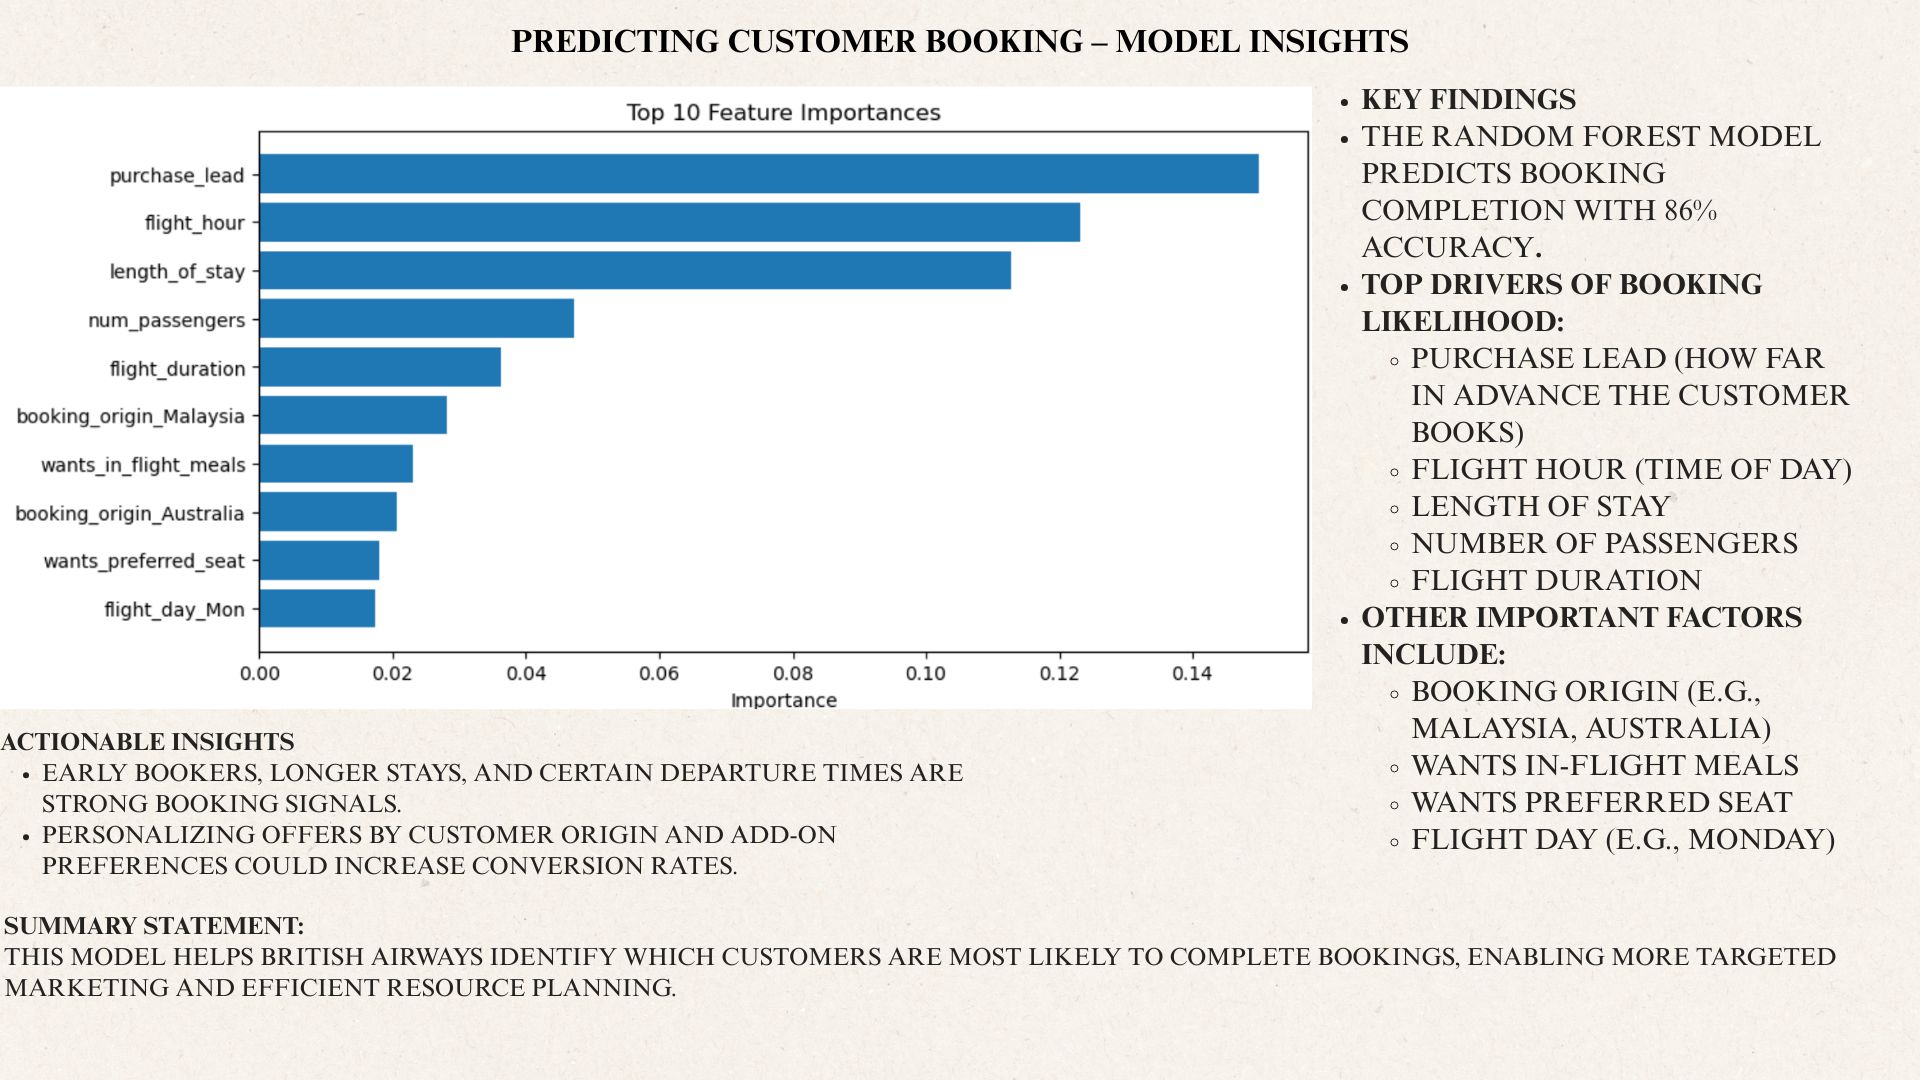 PREDICTING CUSTOMER BOOKING – MODEL INSIGHTS
Top 10 Feature Importances
purchase_lead
flight_hour
length_of_stay
num_passengers
flight_duration
booking_origin_Malaysia
wants_in_flight_meals
booking_origin_Australia
wants_preferred_seat
flight_day_Mon
0.00 0.02 0.04 0.06 0.08 0.10 0.12 0.14
Importance
• KEY FINDINGS
• THE RANDOM FOREST MODEL
PREDICTS BOOKING
COMPLETION WITH 86%
ACCURACY.
• TOP DRIVERS OF BOOKING
LIKELIHOOD:
◦ PURCHASE LEAD (HOW FAR
IN ADVANCE THE CUSTOMER
BOOKS)
◦ FLIGHT HOUR (TIME OF DAY)
◦ LENGTH OF STAY
◦ NUMBER OF PASSENGERS
◦ FLIGHT DURATION
• OTHER IMPORTANT FACTORS
INCLUDE:
◦ BOOKING ORIGIN (E.G.,
MALAYSIA, AUSTRALIA)
◦ WANTS IN-FLIGHT MEALS
◦ WANTS PREFERRED SEAT
◦ FLIGHT DAY (E.G., MONDAY)
ACTIONABLE INSIGHTS
• EARLY BOOKERS, LONGER STAYS, AND CERTAIN DEPARTURE TIMES ARE
STRONG BOOKING SIGNALS.
• PERSONALIZING OFFERS BY CUSTOMER ORIGIN AND ADD-ON
PREFERENCES COULD INCREASE CONVERSION RATES.
SUMMARY STATEMENT:
THIS MODEL HELPS BRITISH AIRWAYS IDENTIFY WHICH CUSTOMERS ARE MOST LIKELY TO COMPLETE BOOKINGS, ENABLING MORE TARGETED
MARKETING AND EFFICIENT RESOURCE PLANNING.